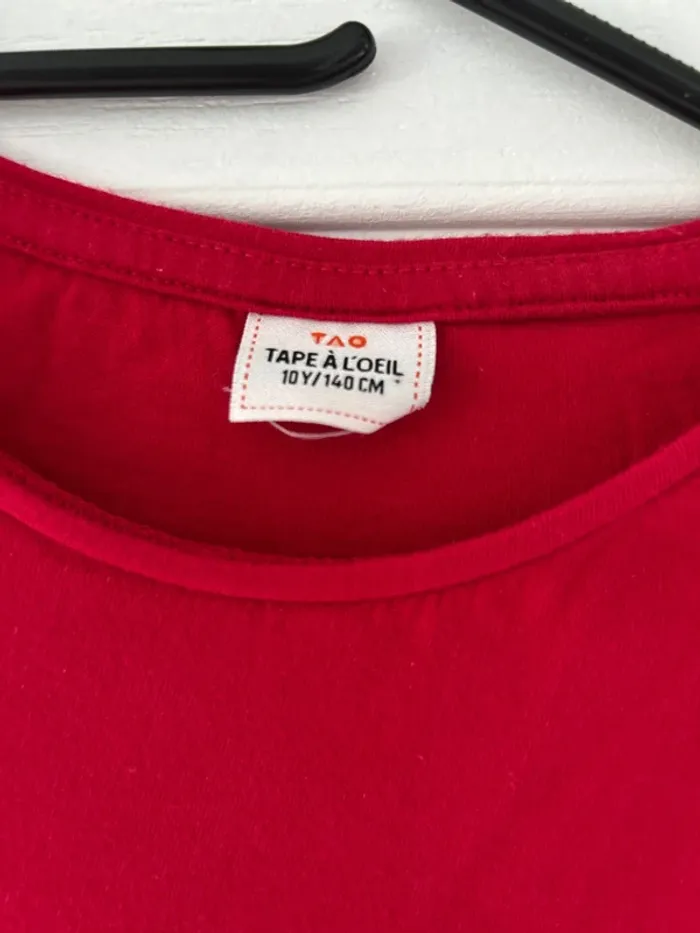 TAO
TAPE À L'OEIL
10Y/140 CM